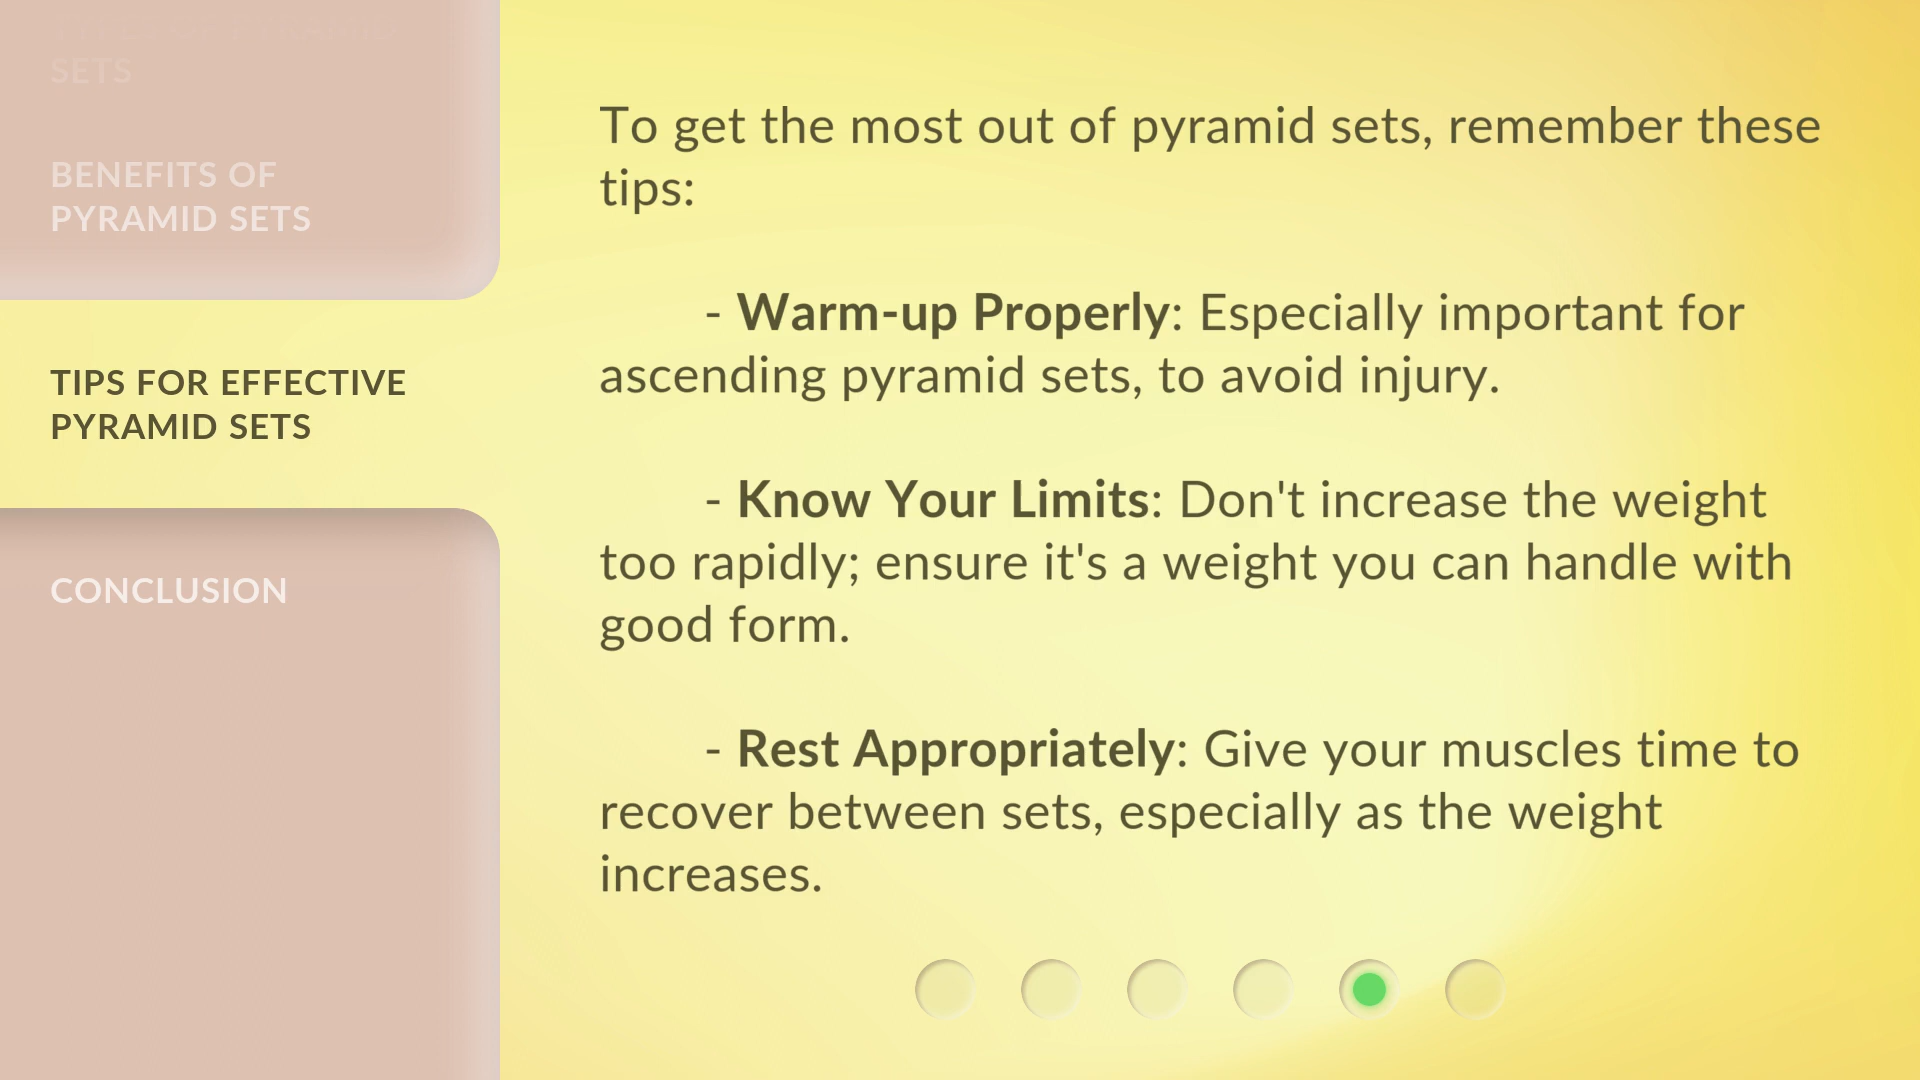 SETS
BENEFITS OF
PYRAMID SETS
TIPS FOR EFFECTIVE
PYRAMID SETS
CONCLUSION
To get the most out of pyramid sets, remember these
tips:
- Warm-up Properly: Especially important for
ascending pyramid sets, to avoid injury.
- Know Your Limits: Don't increase the weight
too rapidly; ensure it's a weight you can handle with
good form.
- Rest Appropriately: Give your muscles time to
recover between sets, especially as the weight
increases.